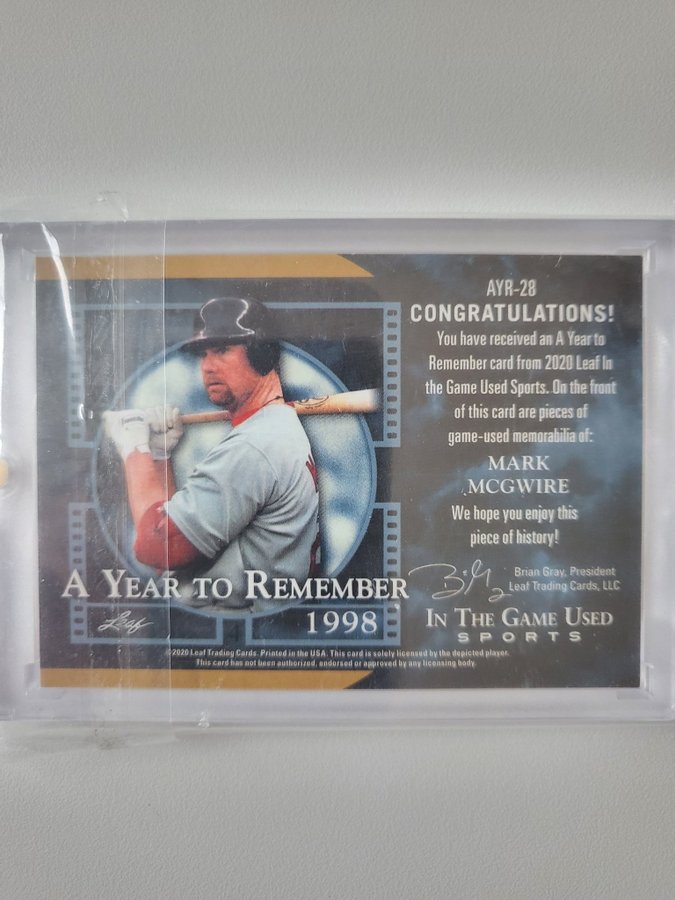 AYR-28
CONGRATULATIONS!
You have received an A Year to
Remember card from 2020 Leaf In
the Game Used Sports. On the front
of this card are pieces of
game-used memorabilia of:
MARK
MCGWIRE
We hope you enjoy this
piece of history!
Brian Gray, President
Leaf Trading Cards, LLC
A YEAR TO REMEMBER
1998
Leaf
IN THE GAME USED
SPORTS
©2020 Leaf Trading Cards. Printed in the USA. This card is solely licensed by the depicted player.
This card has not been authorized, endorsed or approved by any licensing body.